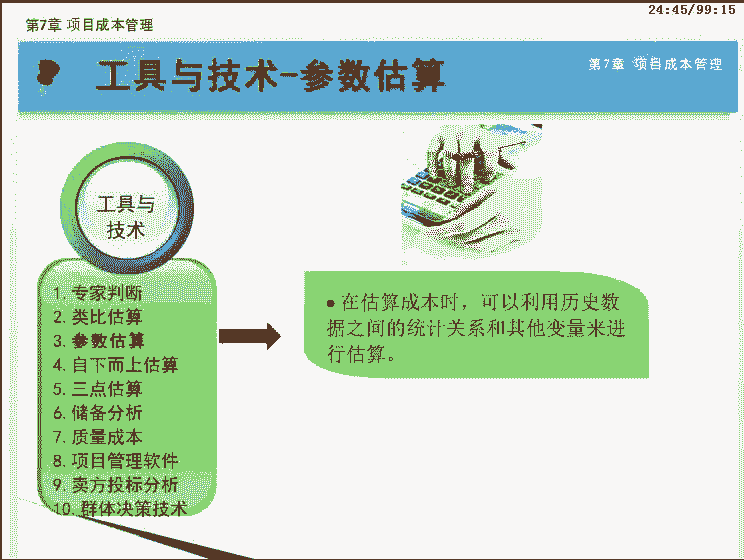 24:45/99:15
第7章 项目成本管理
工具与技术-参数估算
第7章 项目成本管理
工具与
技术
1. 专家判断
2. 类比估算
3. 参数估算
4. 自下而上估算
5. 三点估算
6. 储备分析
7. 质量成本
8. 项目管理软件
9. 卖方投标分析
10. 群体决策技术
• 在估算成本时，可以利用历史数
据之间的统计关系和其他变量来进
行估算。